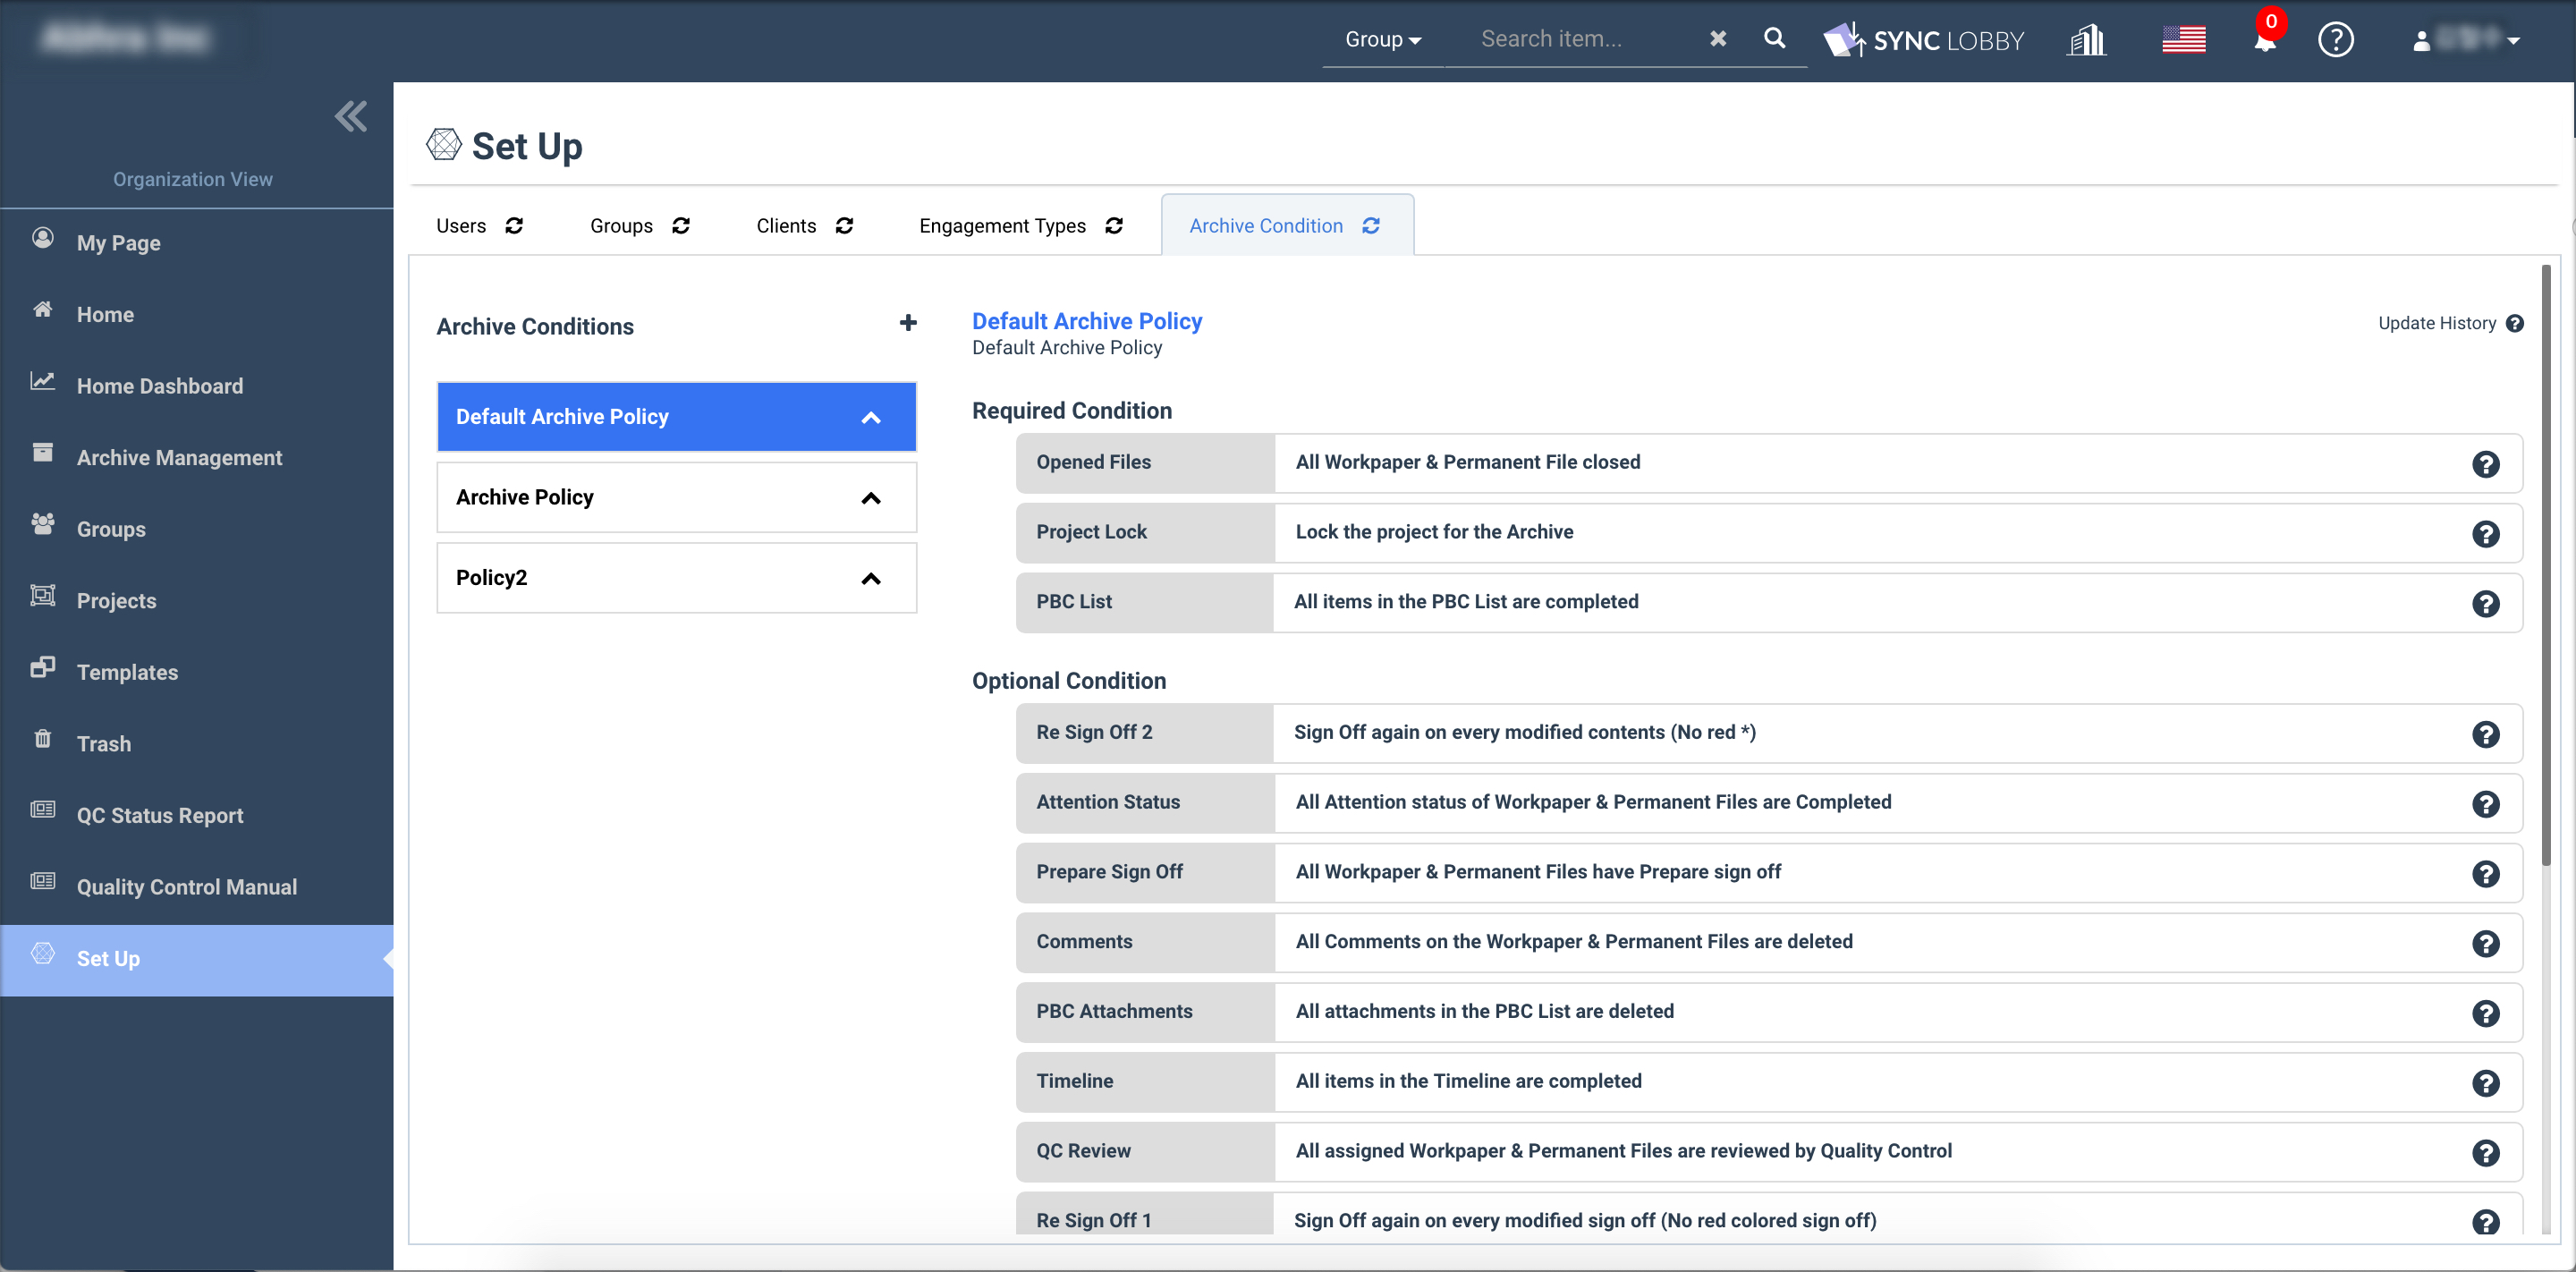 Group
Search item...
SYNC LOBBY
0
Organization View
My Page
Home
Home Dashboard
Archive Management
Groups
Projects
Templates
Trash
QC Status Report
Quality Control Manual
Set Up
Set Up
Users
Groups
Clients
Engagement Types
Archive Condition
Archive Conditions
Default Archive Policy
Archive Policy
Policy2
Default Archive Policy
Default Archive Policy
Update History
Required Condition
Opened Files All Workpaper & Permanent File closed
Project Lock Lock the project for the Archive
PBC List All items in the PBC List are completed
Optional Condition
Re Sign Off 2 Sign Off again on every modified contents (No red *)
Attention Status All Attention status of Workpaper & Permanent Files are Completed
Prepare Sign Off All Workpaper & Permanent Files have Prepare sign off
Comments All Comments on the Workpaper & Permanent Files are deleted
PBC Attachments All attachments in the PBC List are deleted
Timeline All items in the Timeline are completed
QC Review All assigned Workpaper & Permanent Files are reviewed by Quality Control
Re Sign Off 1 Sign Off again on every modified sign off (No red colored sign off)